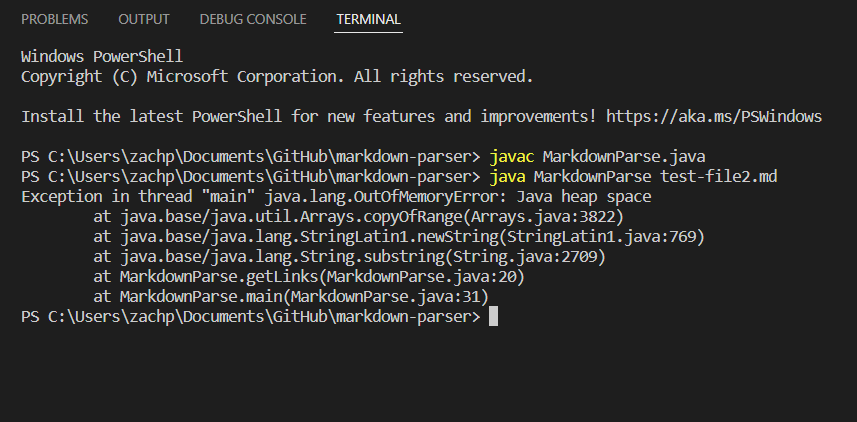 PROBLEMS OUTPUT DEBUG CONSOLE TERMINAL
Windows PowerShell
Copyright (C) Microsoft Corporation. All rights reserved.
Install the latest PowerShell for new features and improvements! https://aka.ms/PSWindows
PS C:\Users\zachp\Documents\GitHub\markdown-parser> javac MarkdownParse.java
PS C:\Users\zachp\Documents\GitHub\markdown-parser> java MarkdownParse test-file2.md
Exception in thread "main" java.lang.OutOfMemoryError: Java heap space
at java.base/java.util.Arrays.copyOfRange(Arrays.java:3822)
at java.base/java.lang.StringLatin1.newString(StringLatin1.java:769)
at java.base/java.lang.String.substring(String.java:2709)
at MarkdownParse.getLinks(MarkdownParse.java:20)
at MarkdownParse.main(MarkdownParse.java:31)
PS C:\Users\zachp\Documents\GitHub\markdown-parser>